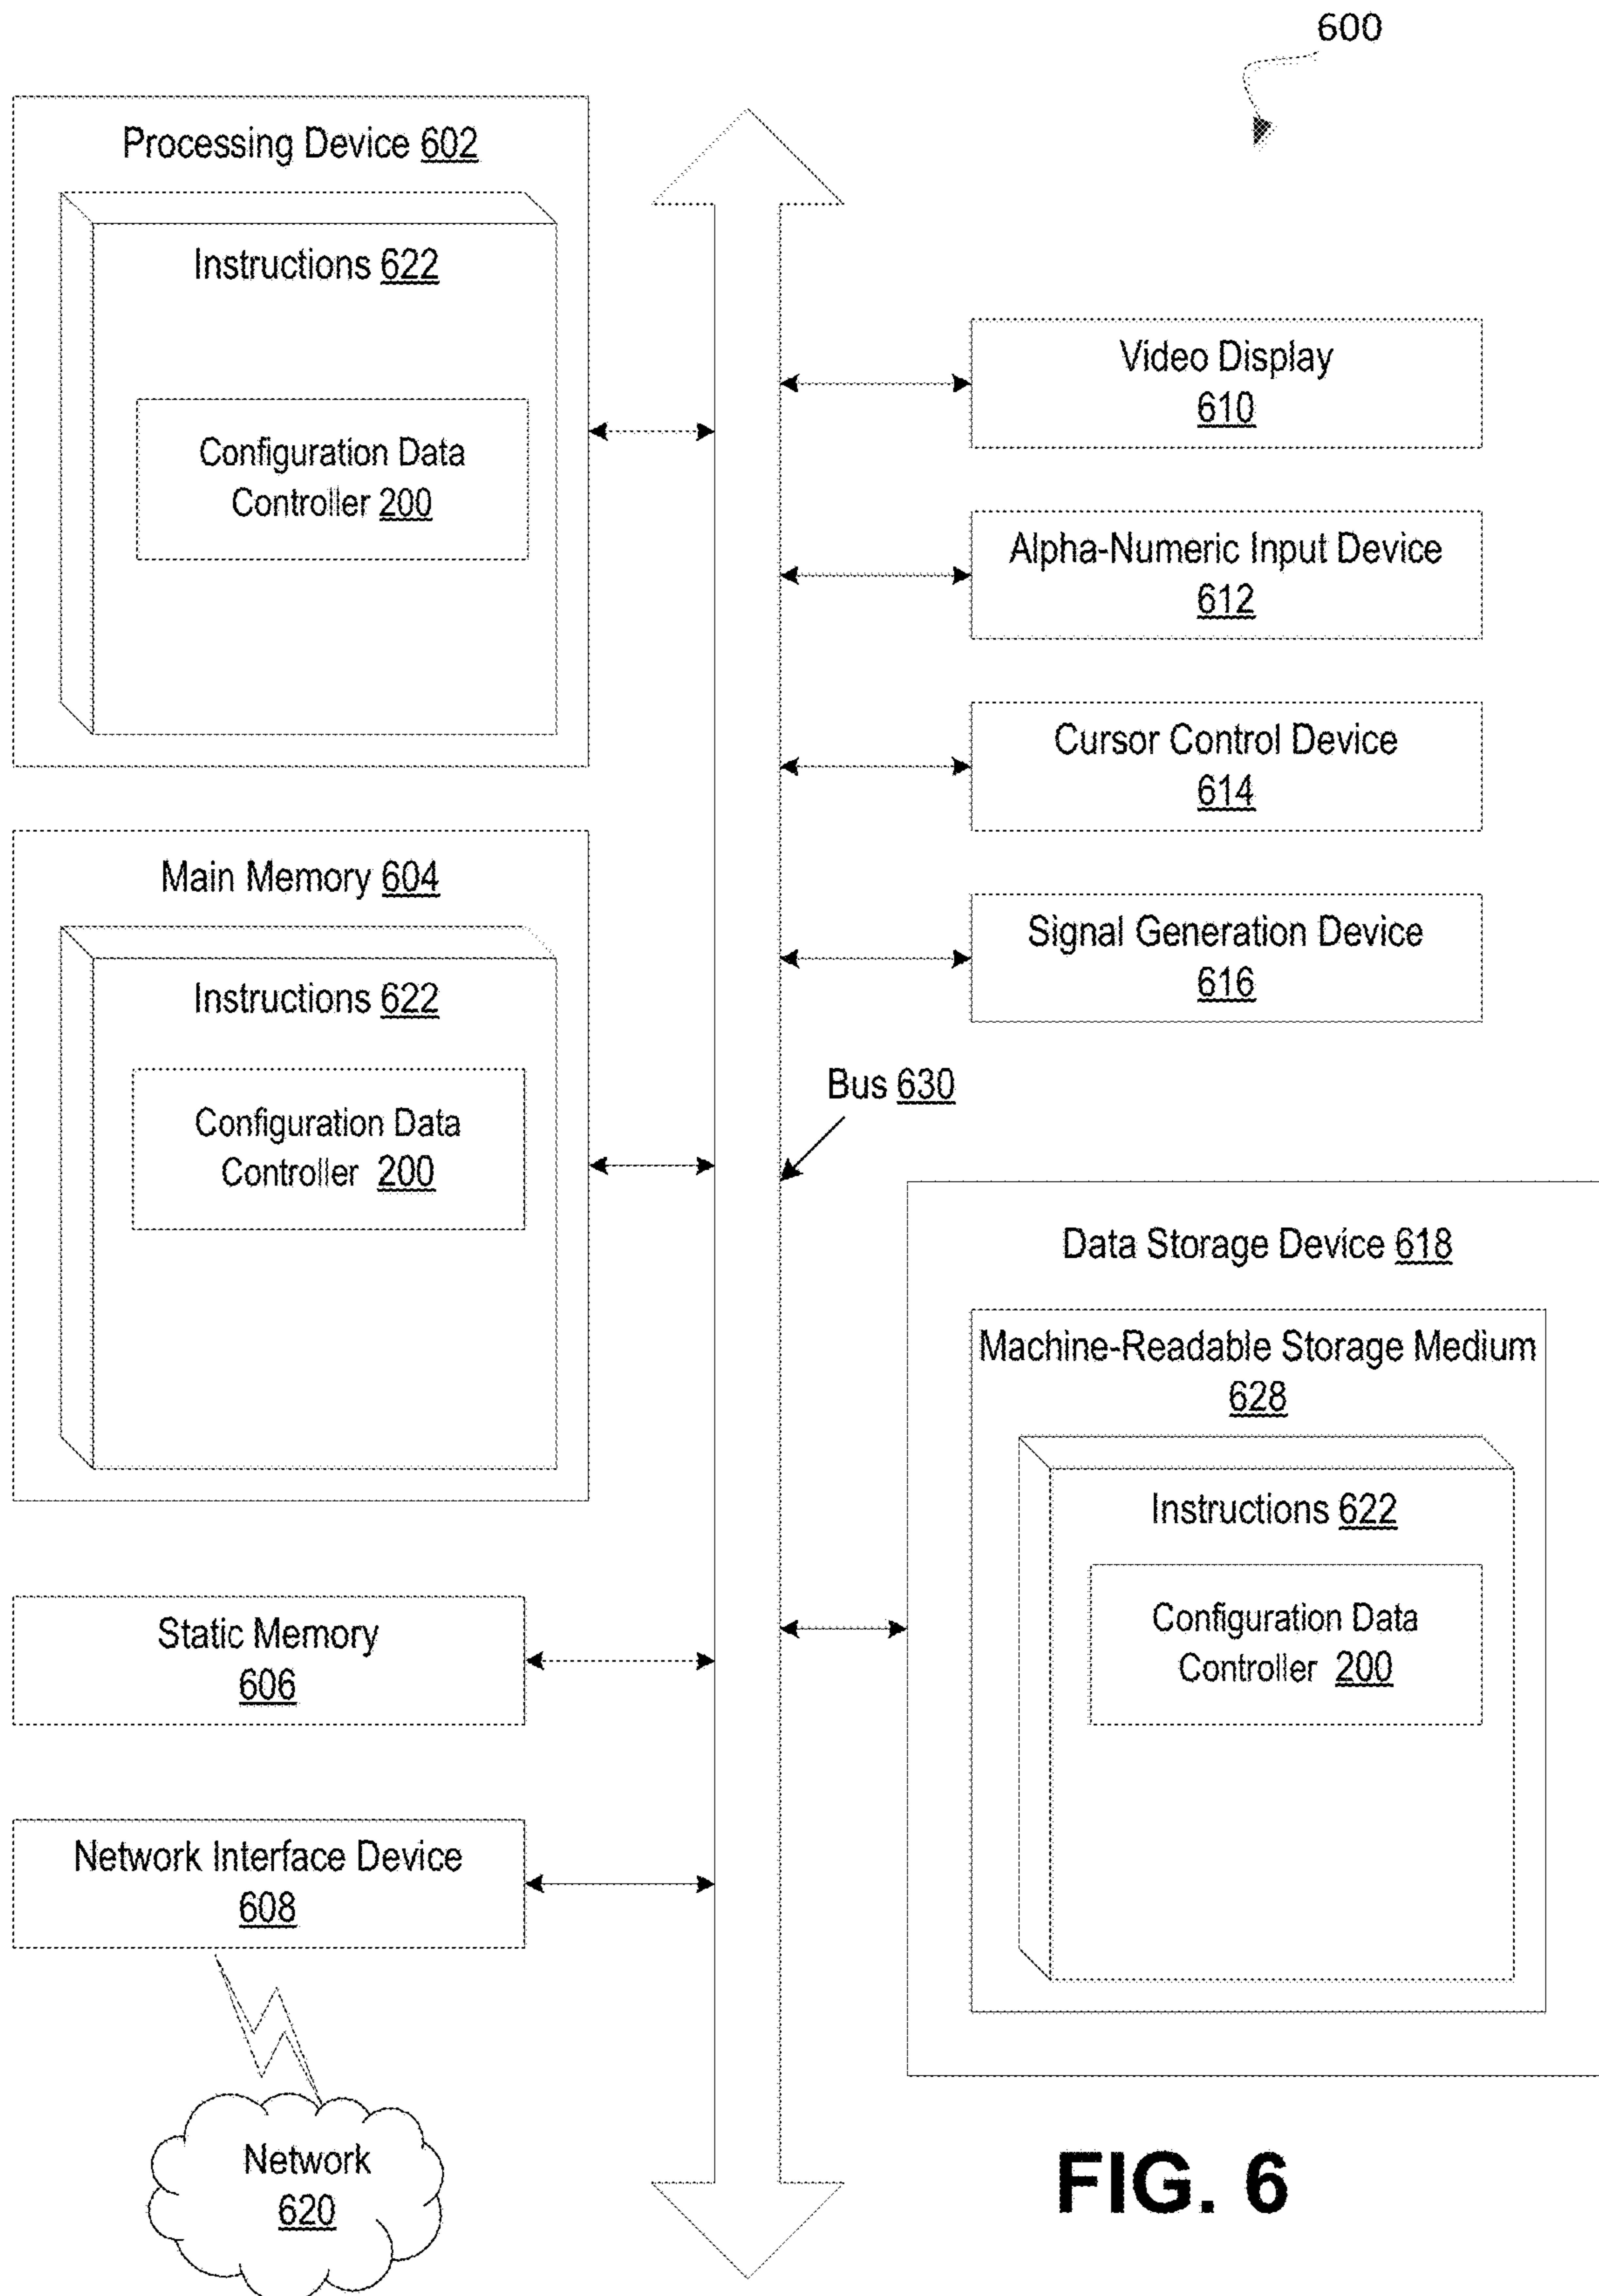 600
Processing Device 602
Instructions 622
Configuration Data
Controller 200
Video Display
610
Alpha-Numeric Input Device
612
Cursor Control Device
614
Main Memory 604
Instructions 622
Configuration Data
Controller 200
Signal Generation Device
616
Bus 630
Data Storage Device 618
Machine-Readable Storage Medium
628
Instructions 622
Configuration Data
Controller 200
Static Memory
606
Network Interface Device
608
Network
620
FIG. 6